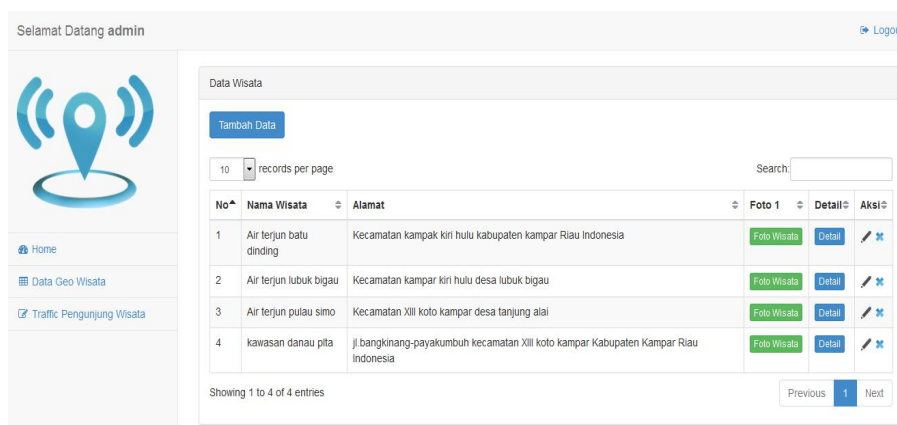 Selamat Datang admin
Logou
Data Wisata
Tambah Data
10 records per page
Search:
No Nama Wisata Alamat Foto 1 Detail Aksi
1 Air terjun batu dinding Kecamatan kampak kiri hulu kabupaten kampar Riau Indonesia Foto Wisata Detail
2 Air terjun lubuk bigau Kecamatan kampar kiri hulu desa lubuk bigau Foto Wisata Detail
3 Air terjun pulau simo Kecamatan XIII koto kampar desa tanjung alai Foto Wisata Detail
4 kawasan danau plta jl.bangkinang-payakumbuh kecamatan XIII koto kampar Kabupaten Kampar Riau Indonesia Foto Wisata Detail
Home
Data Geo Wisata
Traffic Pengunjung Wisata
Showing 1 to 4 of 4 entries
Previous 1 Next